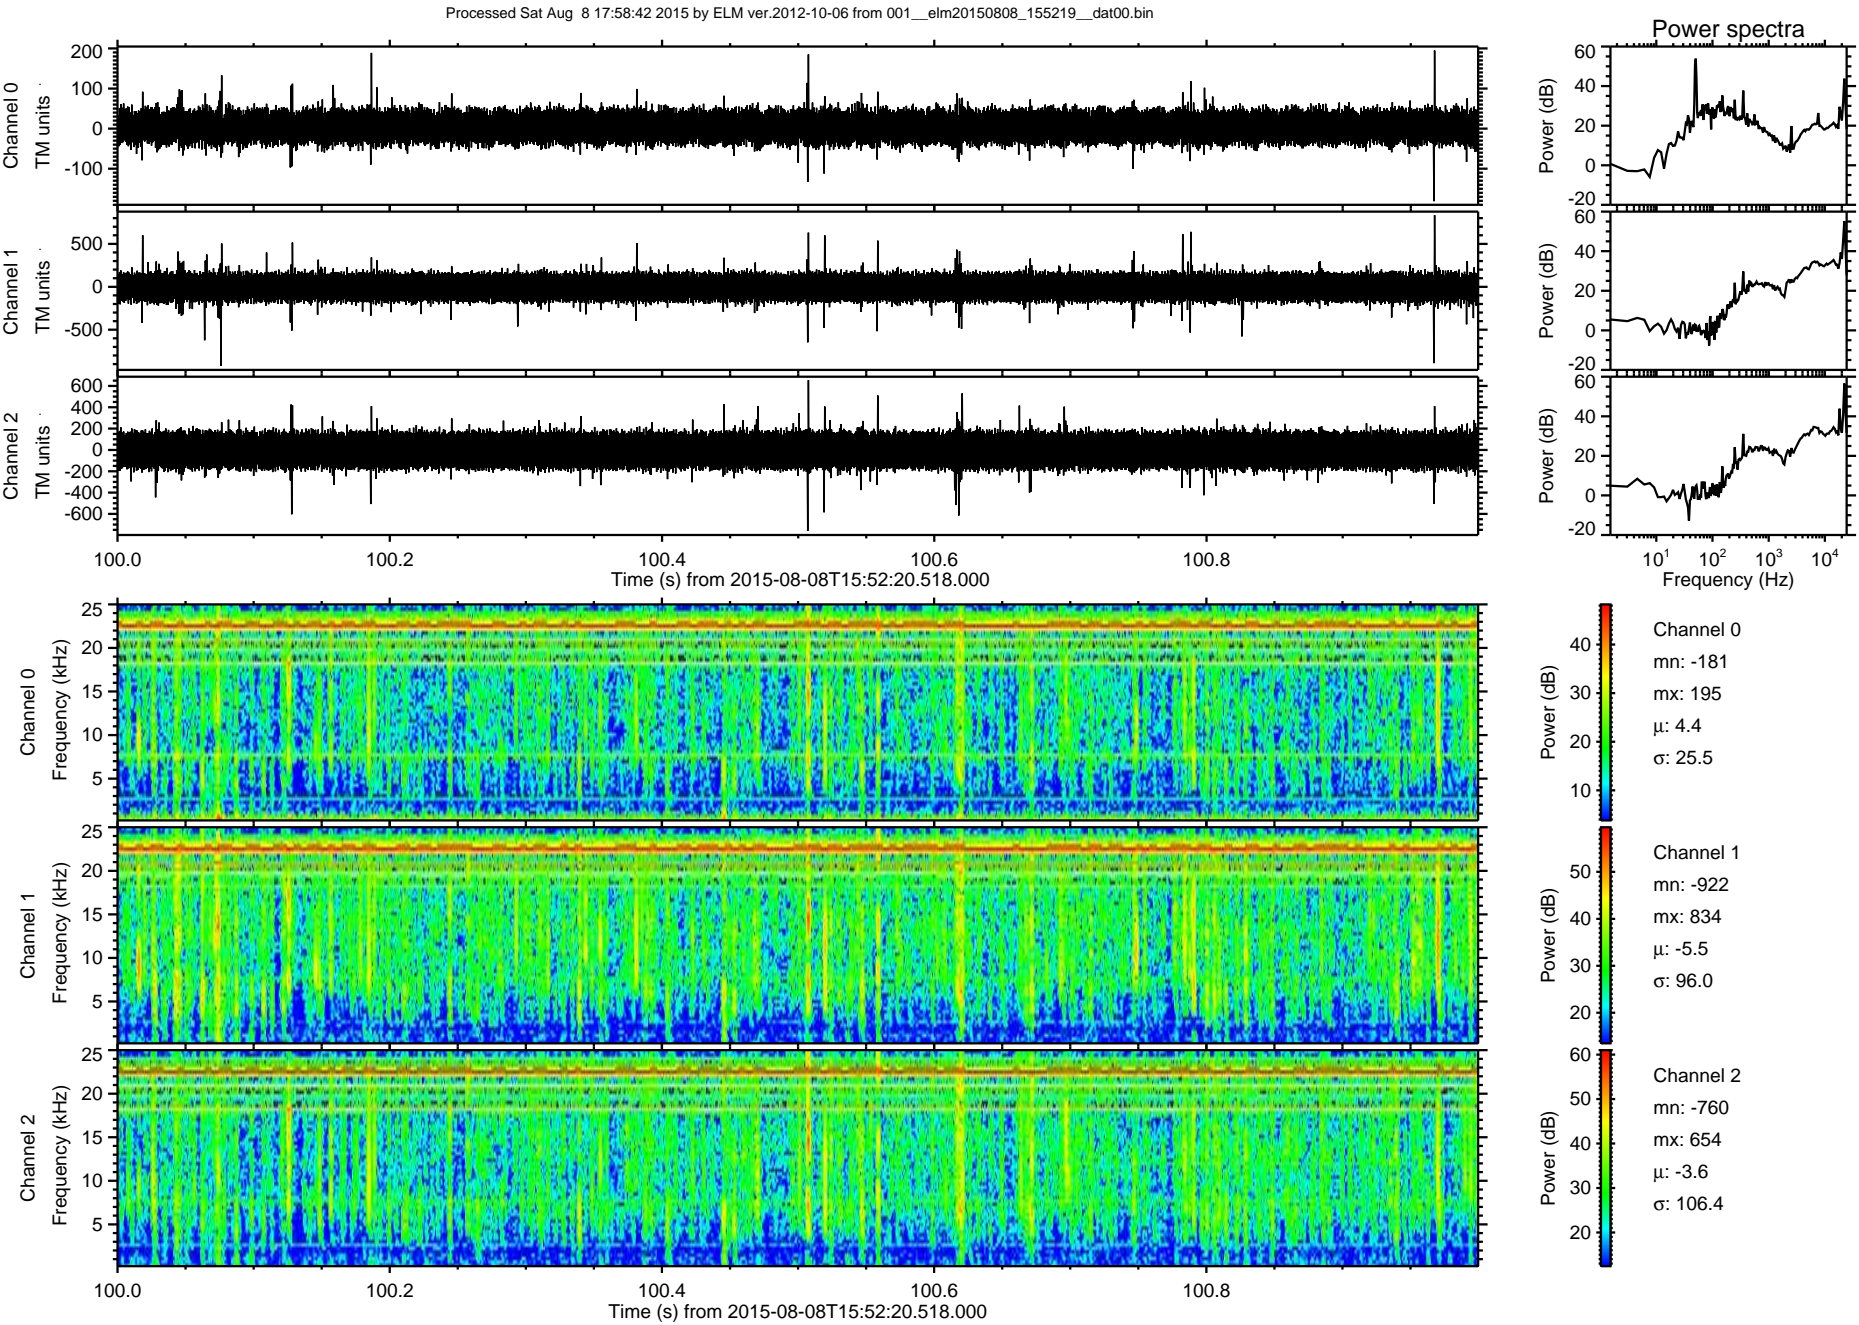 Processed Sat Aug 8 17:58:42 2015 by ELM ver.2012-10-06 from 001__elm20150808_155219__dat00.bin
Power spectra
Channel 0
TM units
200
100
0
-100
Power (dB)
60
40
20
0
-20
Channel 1
TM units
500
0
-500
Power (dB)
60
40
20
0
-20
Channel 2
TM units
600
400
200
0
-200
-400
-600
Power (dB)
60
40
20
0
-20
100.0 100.2 100.4 100.6 100.8
Time (s) from 2015-08-08T15:52:20.518.000
10¹ 10² 10³ 10⁴
Frequency (Hz)
Channel 0
Frequency (kHz)
25
20
15
10
5
Power (dB)
40
30
20
10
Channel 0
mn: -181
mx: 195
μ: 4.4
σ: 25.5
Channel 1
Frequency (kHz)
25
20
15
10
5
Power (dB)
50
40
30
20
Channel 1
mn: -922
mx: 834
μ: -5.5
σ: 96.0
Channel 2
Frequency (kHz)
25
20
15
10
5
Power (dB)
60
50
40
30
20
Channel 2
mn: -760
mx: 654
μ: -3.6
σ: 106.4
100.0 100.2 100.4 100.6 100.8
Time (s) from 2015-08-08T15:52:20.518.000